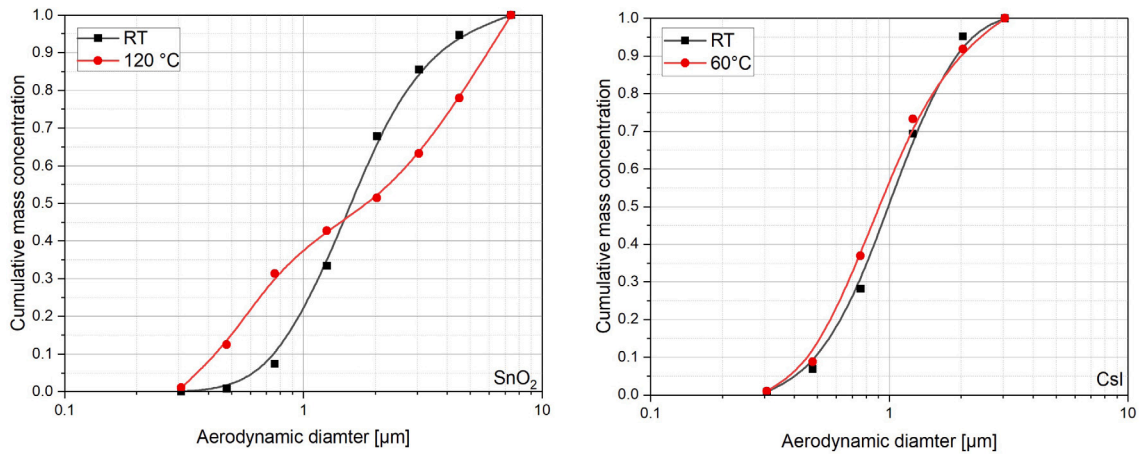 RT
120 °C
Cumulative mass concentration
1.0
0.9
0.8
0.7
0.6
0.5
0.4
0.3
0.2
0.1
0.0
SnO₂
0.1
1
10
Aerodynamic diamter [µm]
RT
60°C
Cumulative mass concentration
1.0
0.9
0.8
0.7
0.6
0.5
0.4
0.3
0.2
0.1
0.0
CsI
0.1
1
10
Aerodynamic diamter [µm]